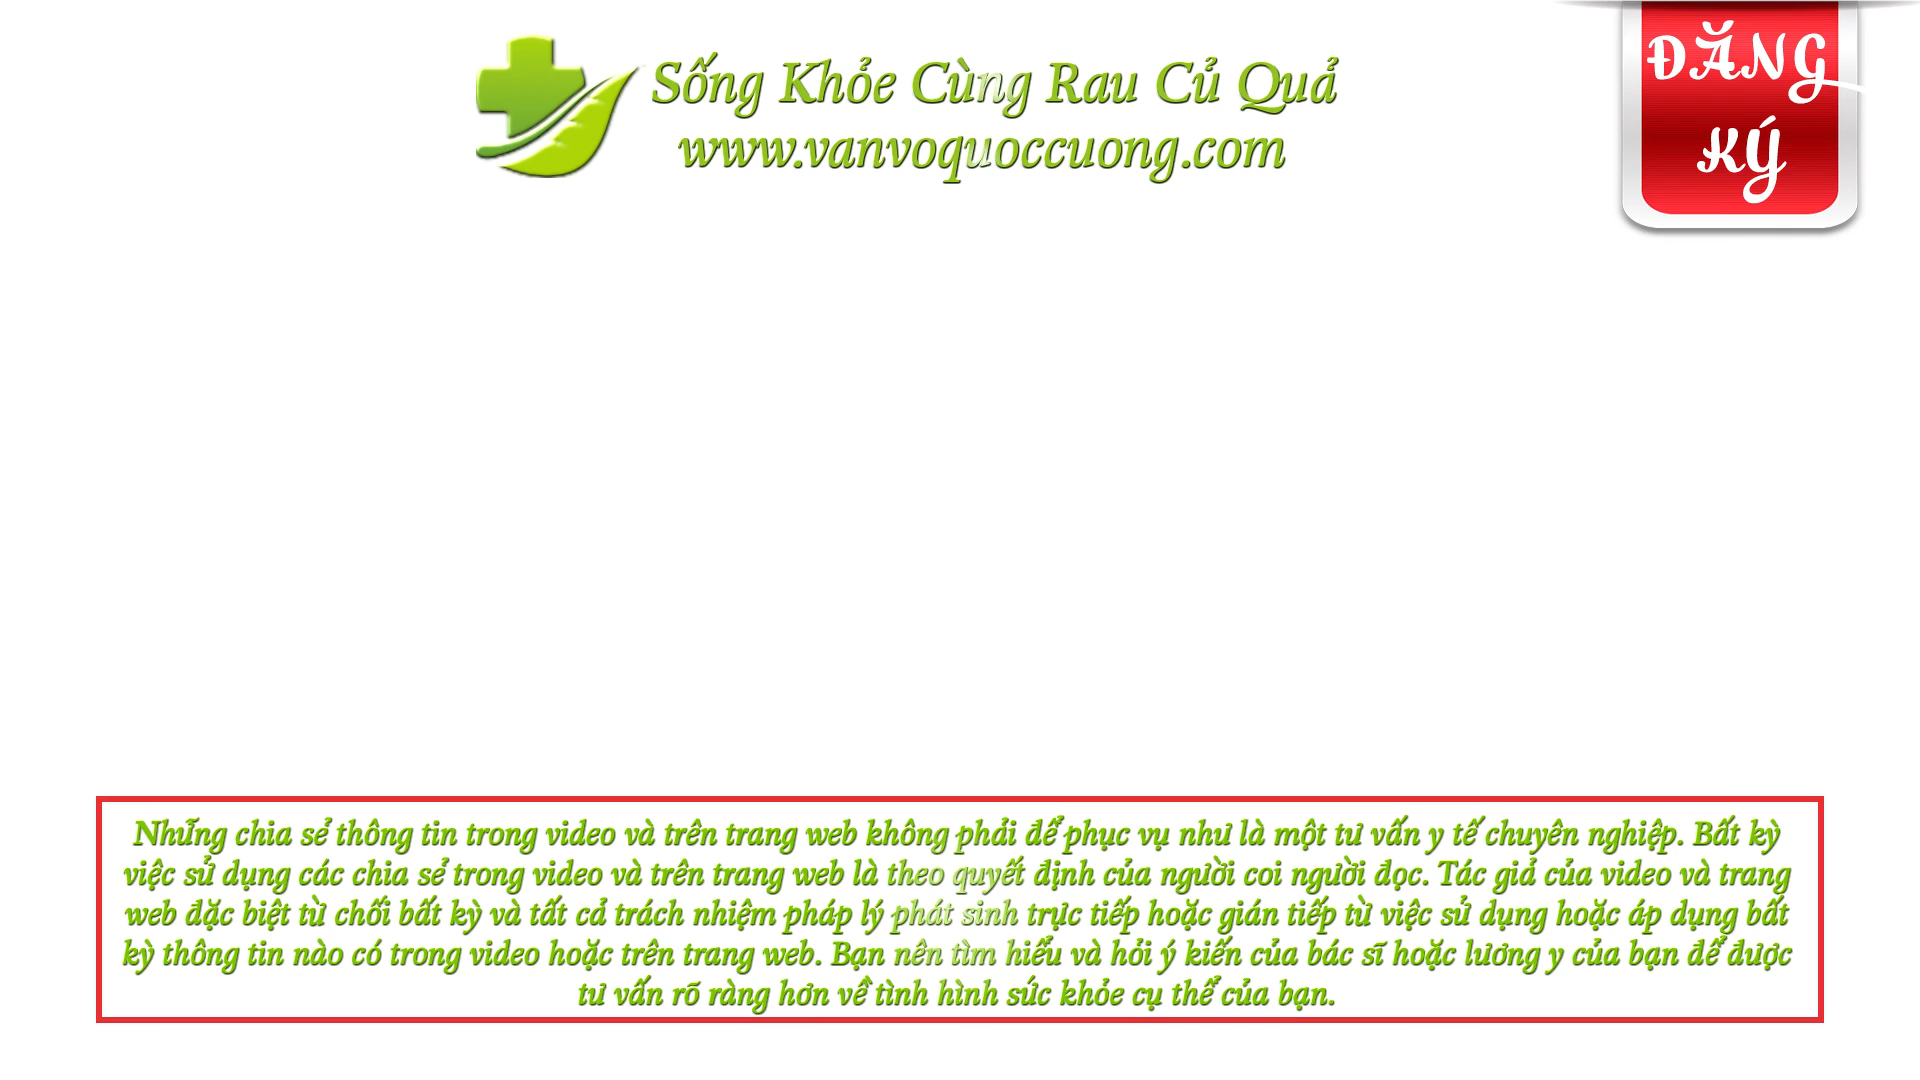 Sống Khỏe Cùng Rau Củ Quả
www.vanvoquoccuong.com
ĐĂNG
KÝ
Những chia sẻ thông tin trong video và trên trang web không phải để phục vụ như là một tư vấn y tế chuyên nghiệp. Bất kỳ
việc sử dụng các chia sẻ trong video và trên trang web là theo quyết định của người coi người đọc. Tác giả của video và trang
web đặc biệt từ chối bất kỳ và tất cả trách nhiệm pháp lý phát sinh trực tiếp hoặc gián tiếp từ việc sử dụng hoặc áp dụng bất
kỳ thông tin nào có trong video hoặc trên trang web. Bạn nên tìm hiểu và hỏi ý kiến của bác sĩ hoặc lương y của bạn để được
tư vấn rõ ràng hơn về tình hình sức khỏe cụ thể của bạn.